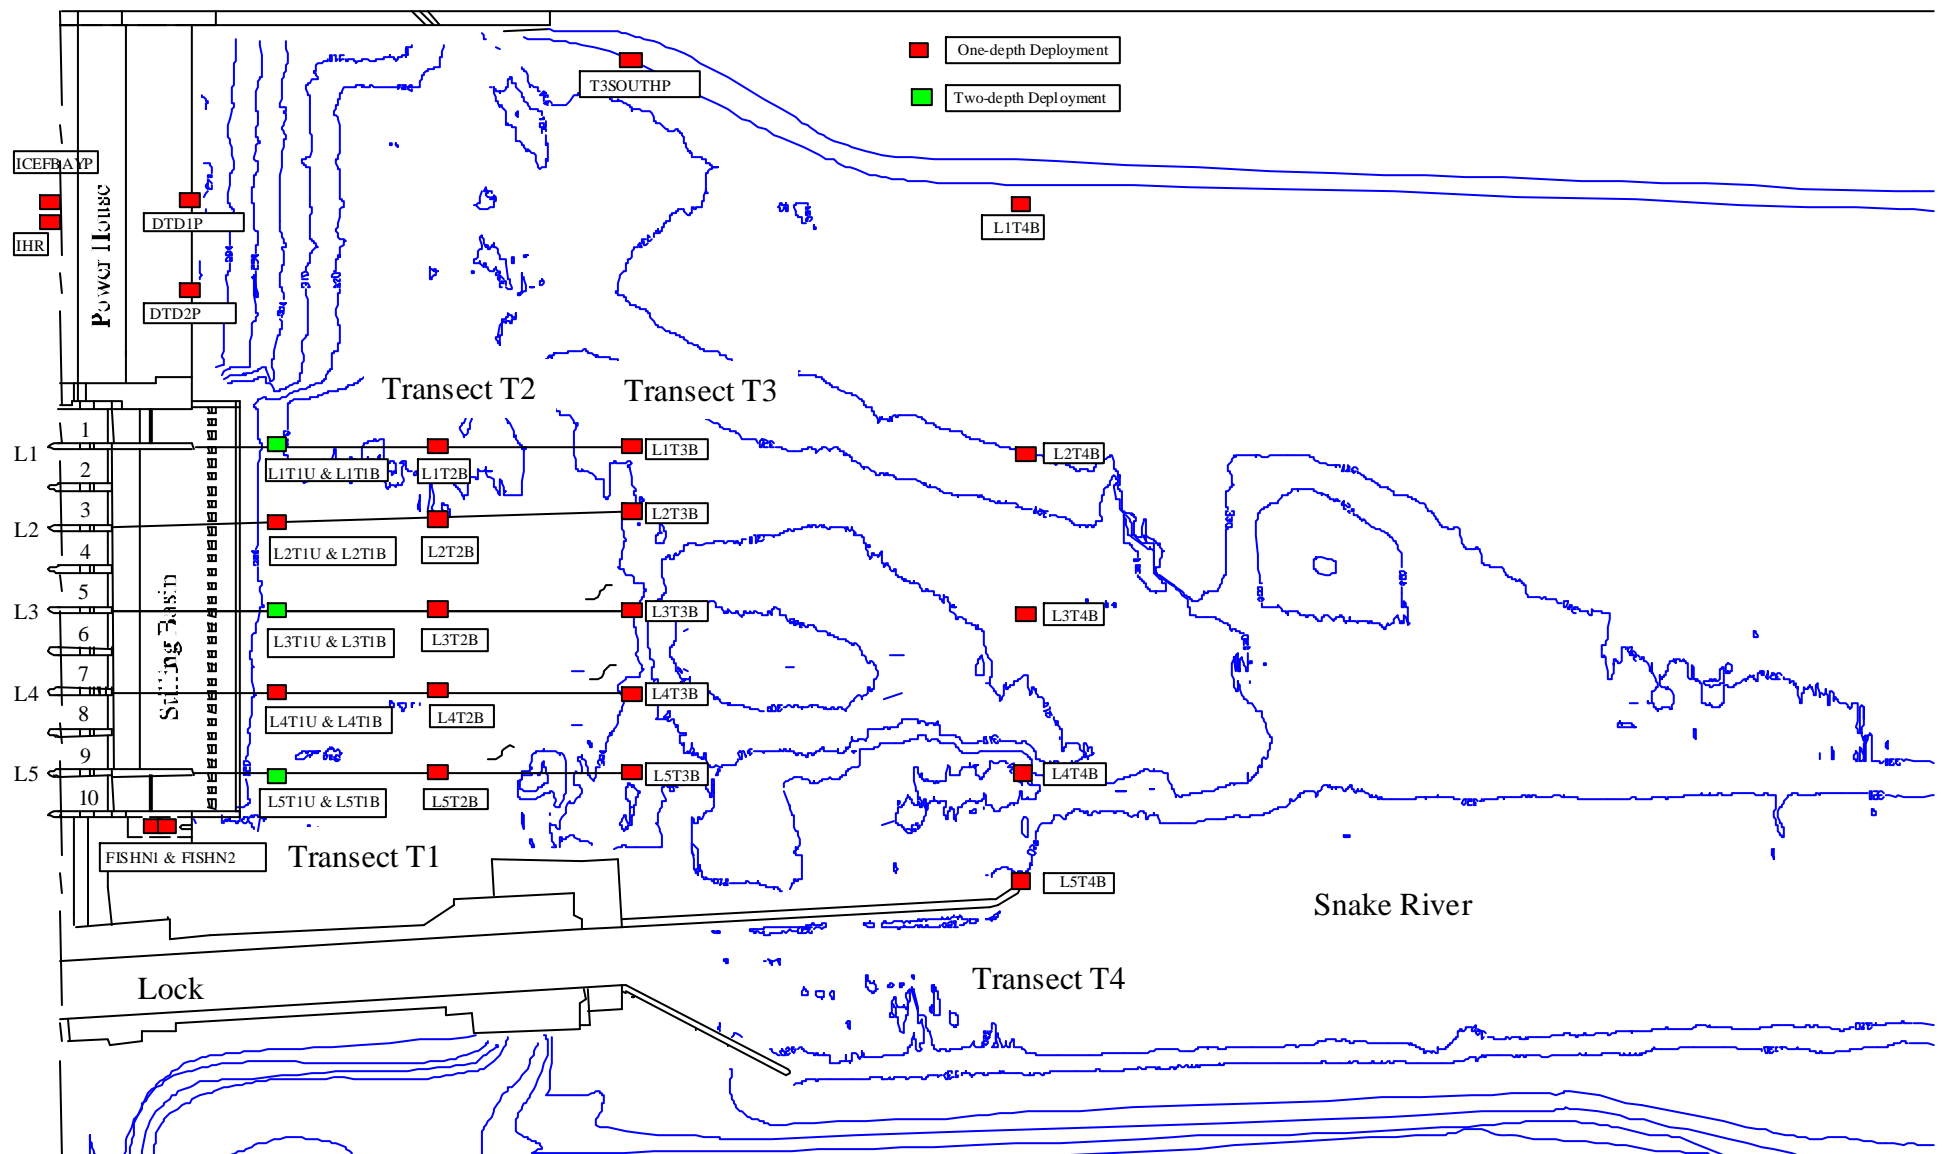 One-depth Deployment
T3SOUTHP
Two-depth Deployment
ICEFBAYP
Power House
DTD1P
L1T4B
IHR
DTD2P
Transect T2
Transect T3
1
L1
L1T3B
L2T4B
2
L1T1U & L1T1B
L1T2B
3
L2T3B
L2
4
L2T1U & L2T1B
L2T2B
Stilling Basin
5
L3
L3T3B
L3T4B
6
L3T1U & L3T1B
L3T2B
7
L4
L4T3B
8
L4T1U & L4T1B
L4T2B
9
L5
L5T3B
L4T4B
10
L5T1U & L5T1B
L5T2B
FISHN1 & FISHN2
Transect T1
L5T4B
Snake River
Lock
Transect T4